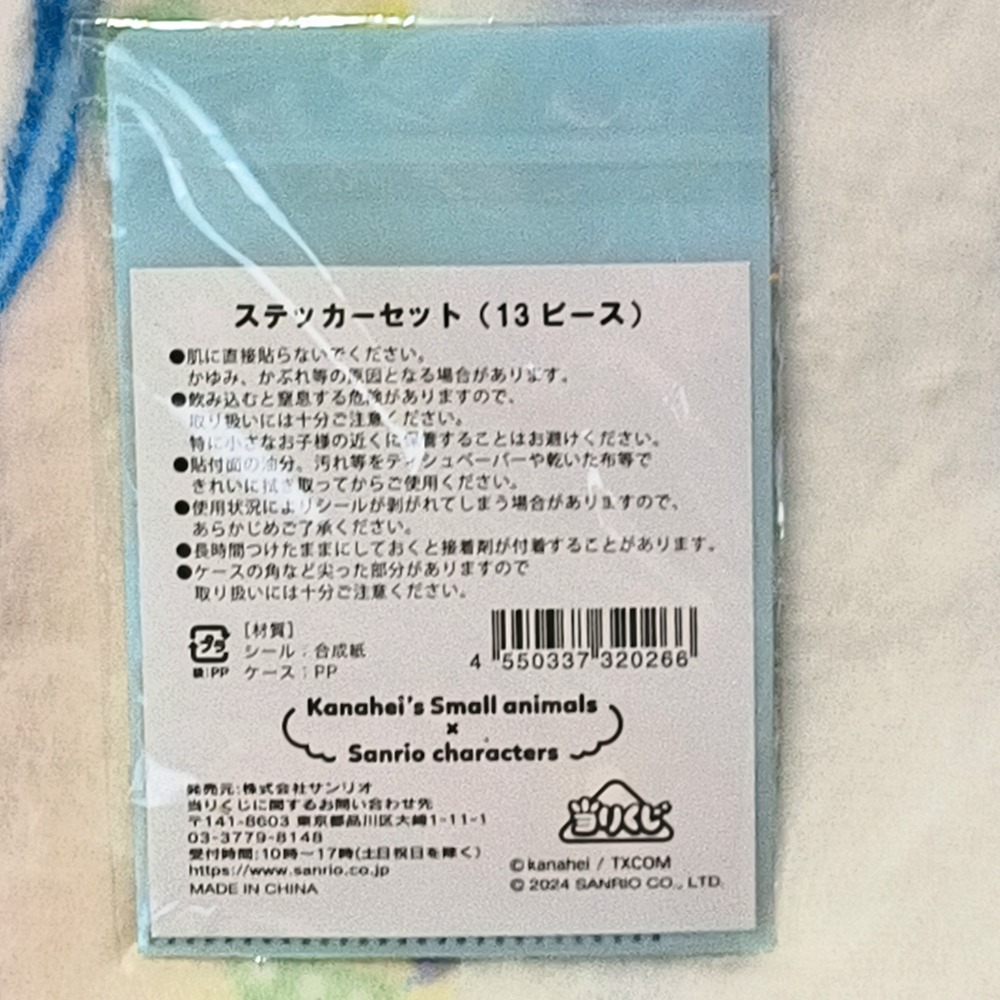 ステッカーセット（13ピース）
●肌に直接貼らないでください。
かゆみ、かぶれ等の原因となる場合があります。
●飲み込むと窒息する危険がありますので、
取り扱いには十分ご注意ください。
特に小さなお子様の近くに保管することはお避けください。
●貼付面の油分、汚れ等をティシュペーパーや乾いた布等で
きれいに拭き取ってからご使用ください。
●使用状況によりシールが剥がれてしまう場合がありますので、
あらかじめご了承ください。
●長時間つけたままにしておくと接着剤が付着することがあります。
●ケースの角など尖った部分がありますので
取り扱いには十分ご注意ください。
プラ
袋:PP
［材質］
シール：合成紙
ケース：PP
4 550337 320266
Kanahei's Small animals
×
Sanrio characters
発売元:株式会社サンリオ
当りくじに関するお問い合わせ先
〒141-8603 東京都品川区大崎1-11-1
03-3779-8148
受付時間:10時〜17時(土日祝日を除く)
https://www.sanrio.co.jp
MADE IN CHINA
当りくじ
©kanahei / TXCOM
© 2024 SANRIO CO., LTD.